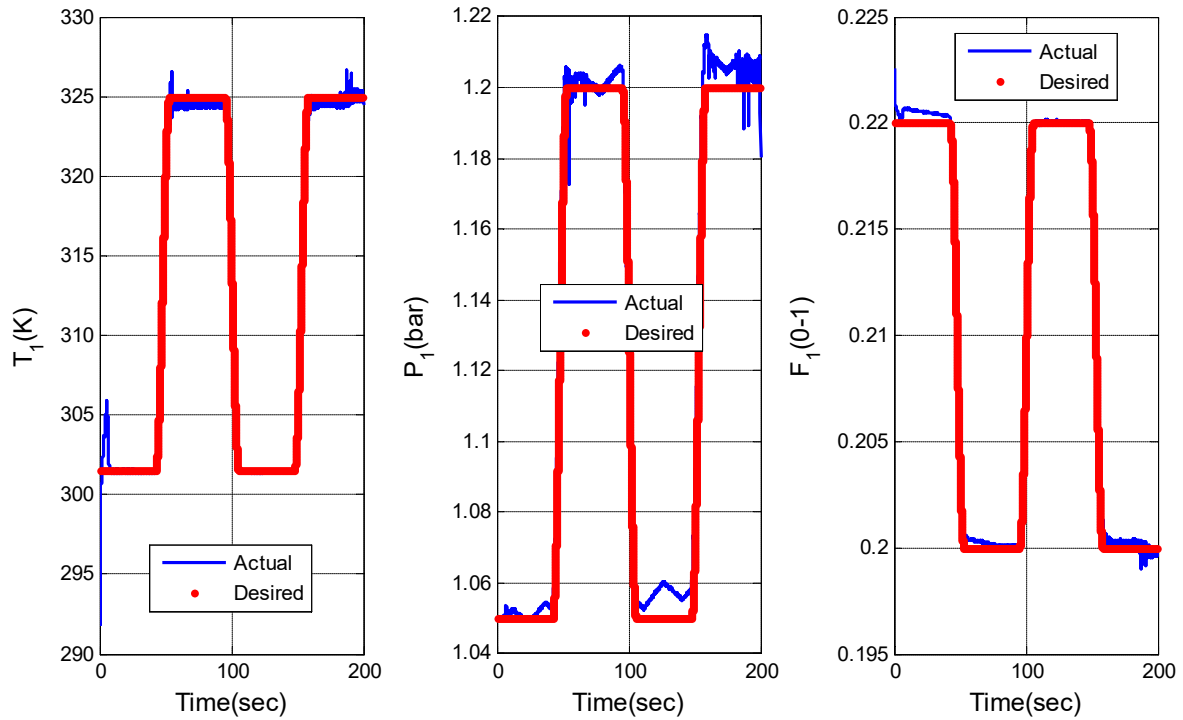 330
325
320
315
310
305
300
295
290
T1(K)
Actual
Desired
0
100
200
Time(sec)
1.22
1.20
1.18
1.16
1.14
1.12
1.1
1.08
1.06
1.04
P1(bar)
Actual
Desired
0
100
200
Time(sec)
0.225
0.22
0.215
0.21
0.205
0.2
0.195
F1(0-1)
Actual
Desired
0
100
200
Time(sec)